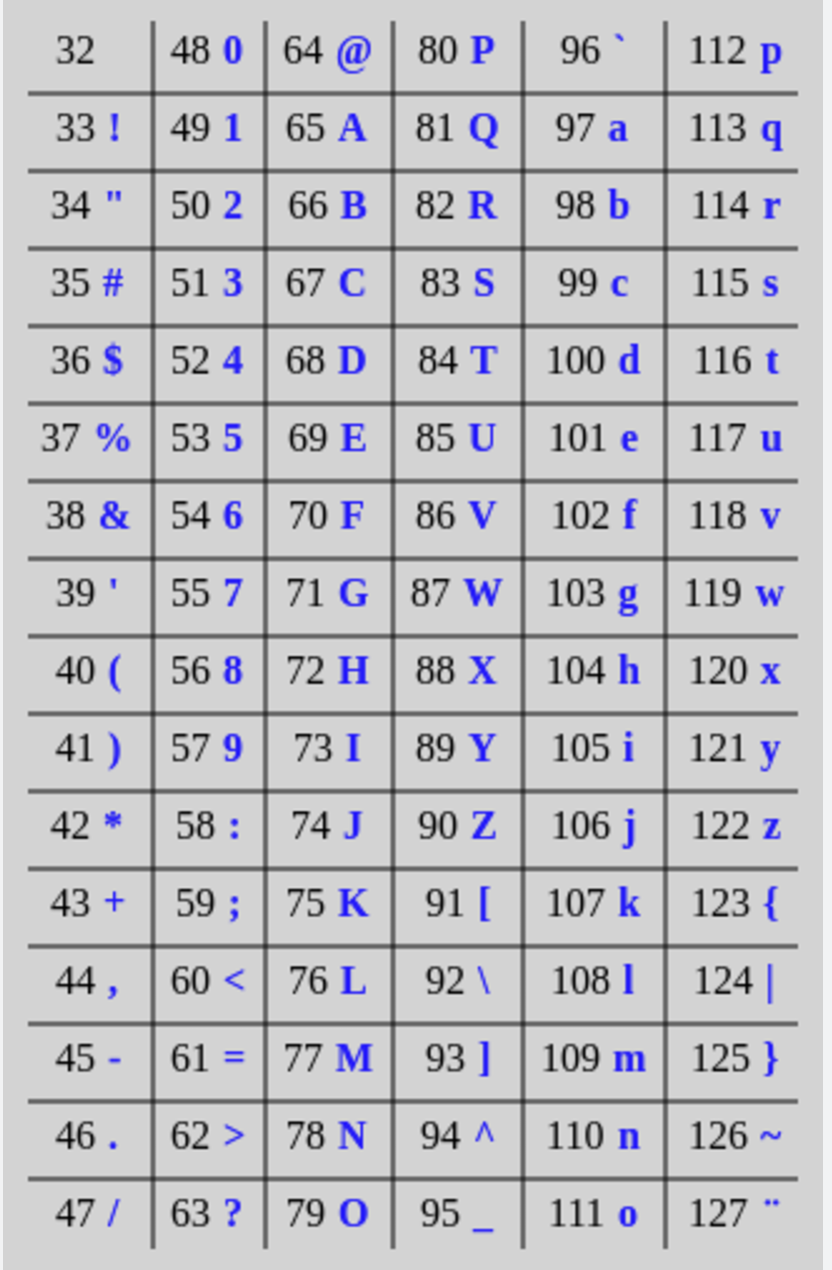 32 48 0 64 @ 80 P 96 ` 112 p
33 ! 49 1 65 A 81 Q 97 a 113 q
34 " 50 2 66 B 82 R 98 b 114 r
35 # 51 3 67 C 83 S 99 c 115 s
36 $ 52 4 68 D 84 T 100 d 116 t
37 % 53 5 69 E 85 U 101 e 117 u
38 & 54 6 70 F 86 V 102 f 118 v
39 ' 55 7 71 G 87 W 103 g 119 w
40 ( 56 8 72 H 88 X 104 h 120 x
41 ) 57 9 73 I 89 Y 105 i 121 y
42 * 58 : 74 J 90 Z 106 j 122 z
43 + 59 ; 75 K 91 [ 107 k 123 {
44 , 60 < 76 L 92 \ 108 l 124 |
45 - 61 = 77 M 93 ] 109 m 125 }
46 . 62 > 78 N 94 ^ 110 n 126 ~
47 / 63 ? 79 O 95 _ 111 o 127 ¨